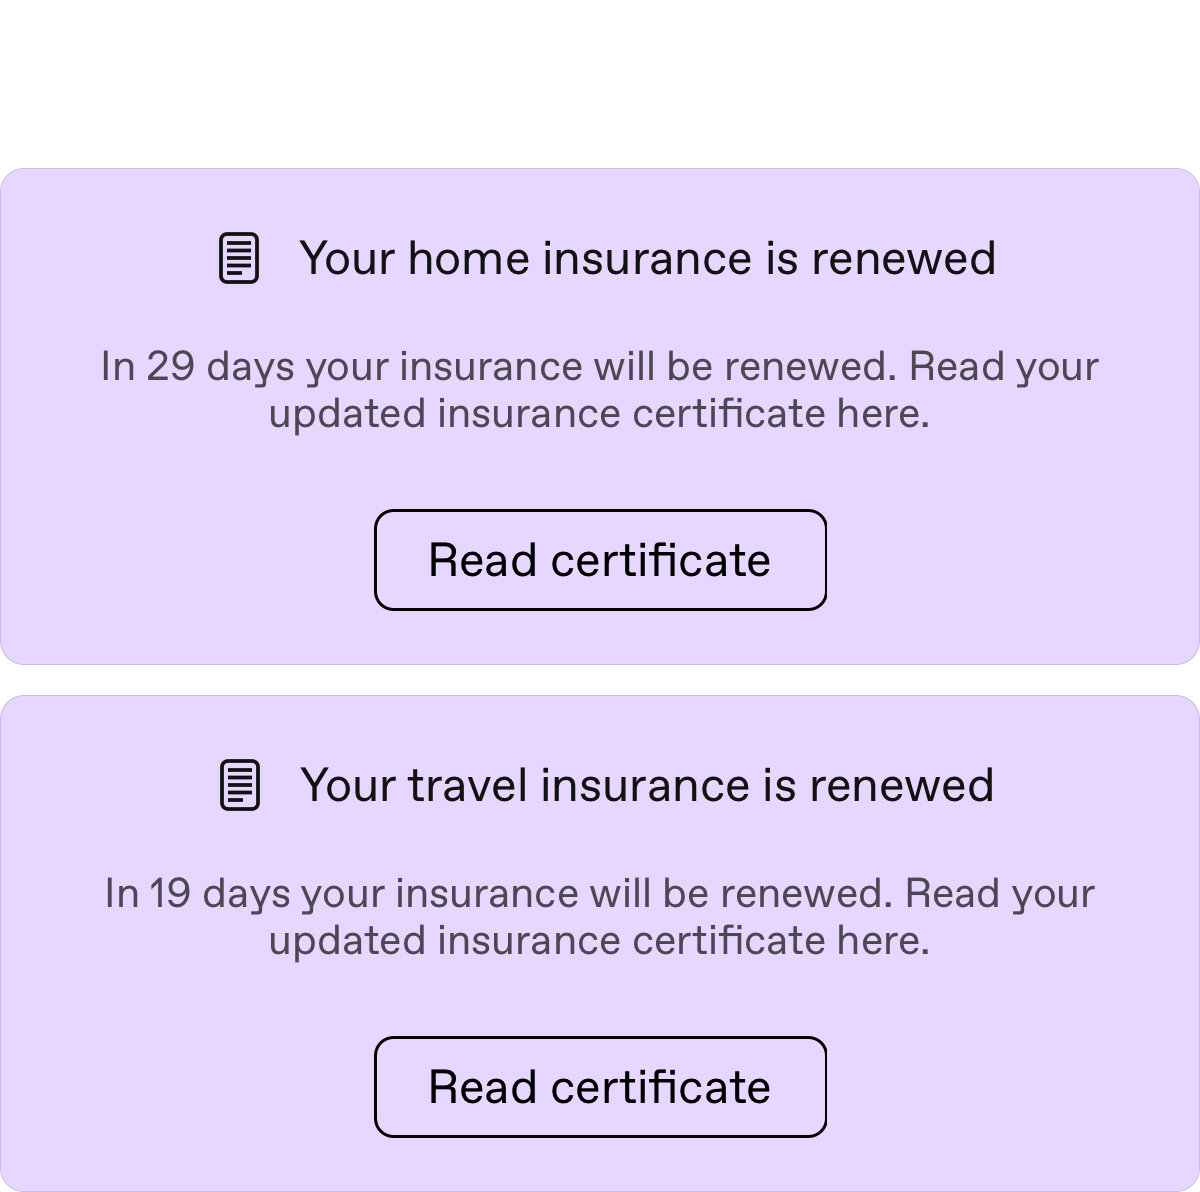 Your home insurance is renewed
In 29 days your insurance will be renewed. Read your
updated insurance certificate here.
Read certificate
Your travel insurance is renewed
In 19 days your insurance will be renewed. Read your
updated insurance certificate here.
Read certificate